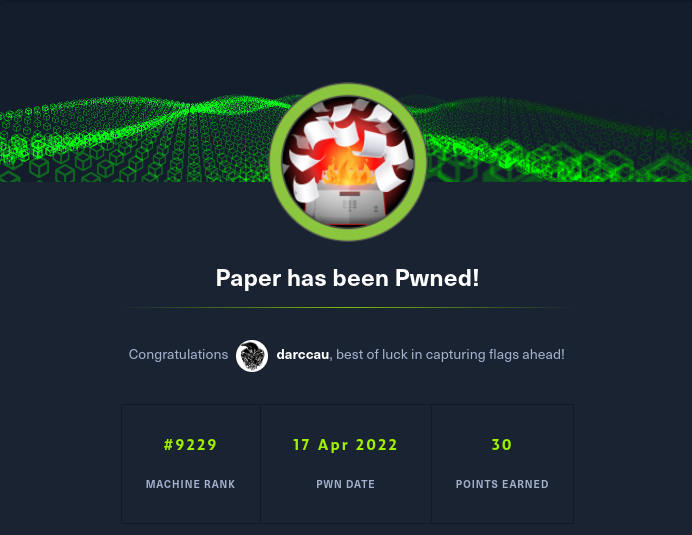 Paper has been Pwned!
Congratulations darccau, best of luck in capturing flags ahead!
#9229 17 Apr 2022 30
MACHINE RANK PWN DATE POINTS EARNED